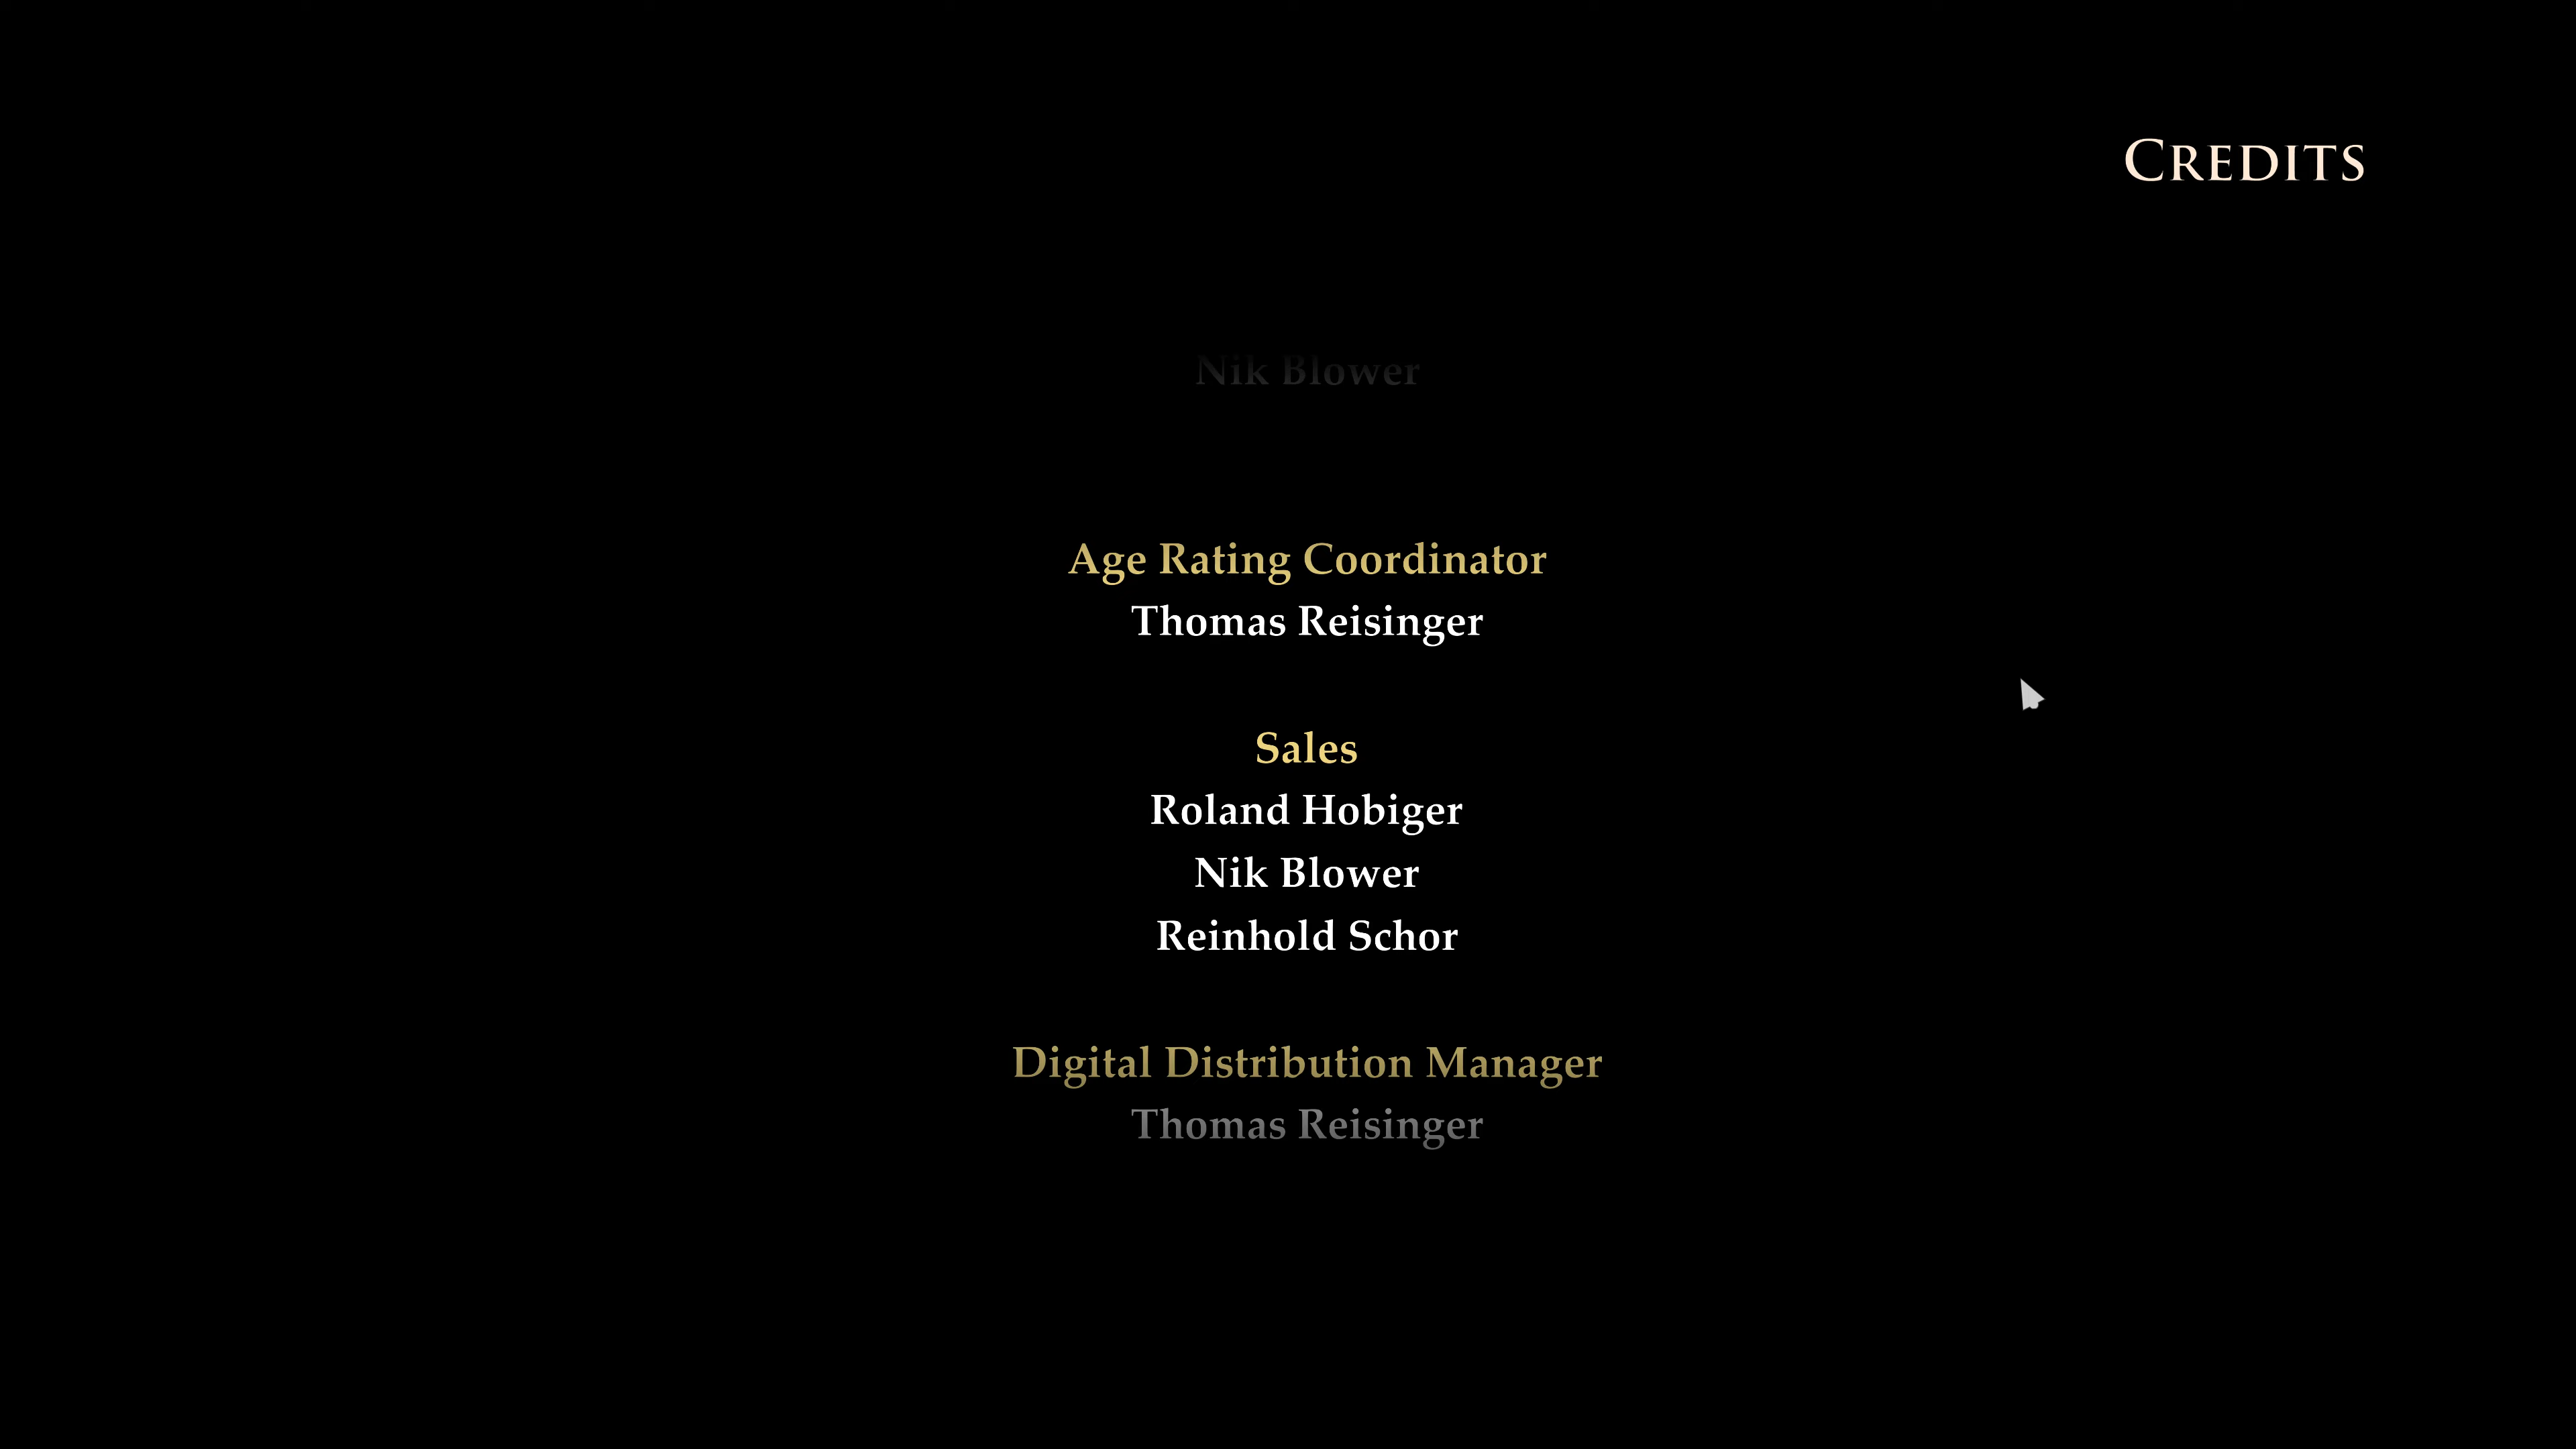 Credits
Nik Blower
Age Rating Coordinator
Thomas Reisinger
Sales
Roland Hobiger
Nik Blower
Reinhold Schor
Digital Distribution Manager
Thomas Reisinger